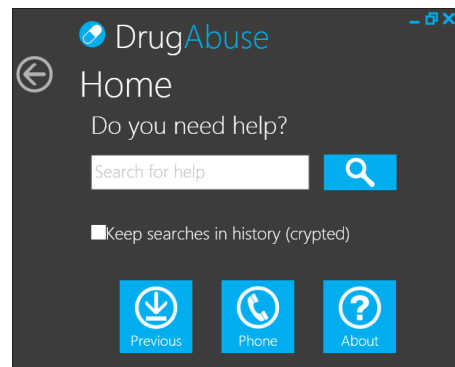 DrugAbuse
Home
Do you need help?
Search for help
Keep searches in history (crypted)
Previous
Phone
About